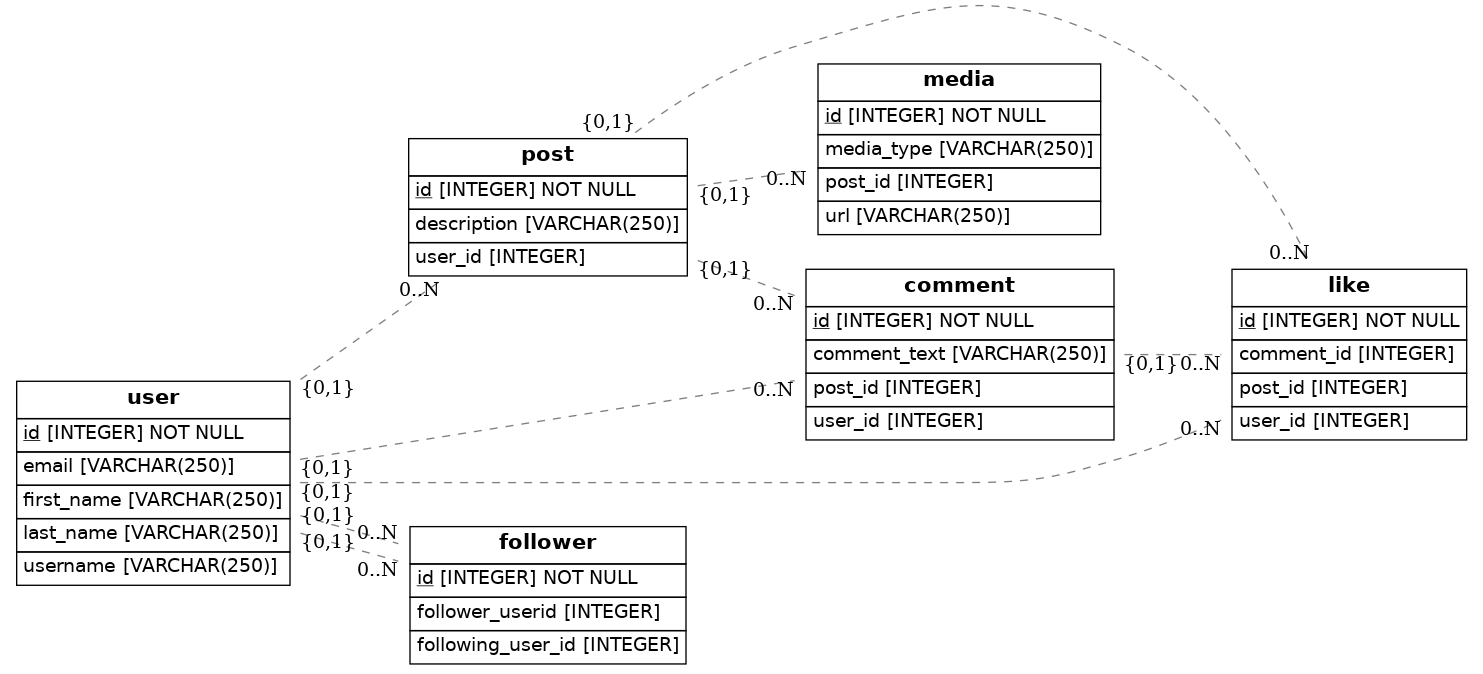 media
id [INTEGER] NOT NULL
media_type [VARCHAR(250)]
post_id [INTEGER]
url [VARCHAR(250)]
{0,1}
post
id [INTEGER] NOT NULL
description [VARCHAR(250)]
user_id [INTEGER]
0..N
{0,1}
{0,1}
0..N
0..N
0..N
comment
id [INTEGER] NOT NULL
comment_text [VARCHAR(250)]
post_id [INTEGER]
user_id [INTEGER]
like
id [INTEGER] NOT NULL
comment_id [INTEGER]
post_id [INTEGER]
user_id [INTEGER]
{0,1}
0..N
{0,1}
0..N
0..N
user
id [INTEGER] NOT NULL
email [VARCHAR(250)]
first_name [VARCHAR(250)]
last_name [VARCHAR(250)]
username [VARCHAR(250)]
{0,1}
{0,1}
{0,1}
{0,1}
0..N
0..N
follower
id [INTEGER] NOT NULL
follower_userid [INTEGER]
following_user_id [INTEGER]